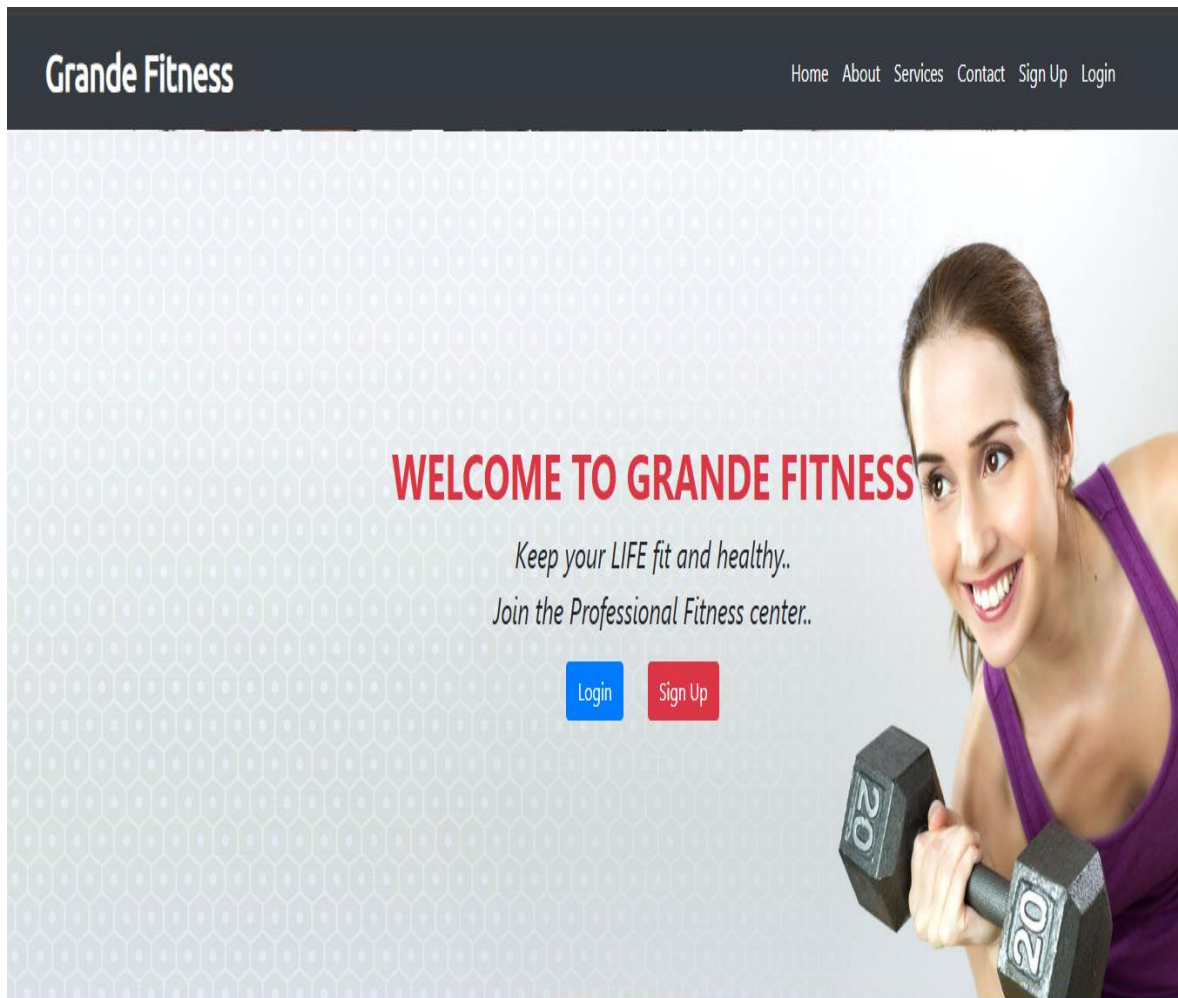 Grande Fitness
Home About Services Contact Sign Up Login
WELCOME TO GRANDE FITNESS
Keep your LIFE fit and healthy..
Join the Professional Fitness center..
Login Sign Up
20
20